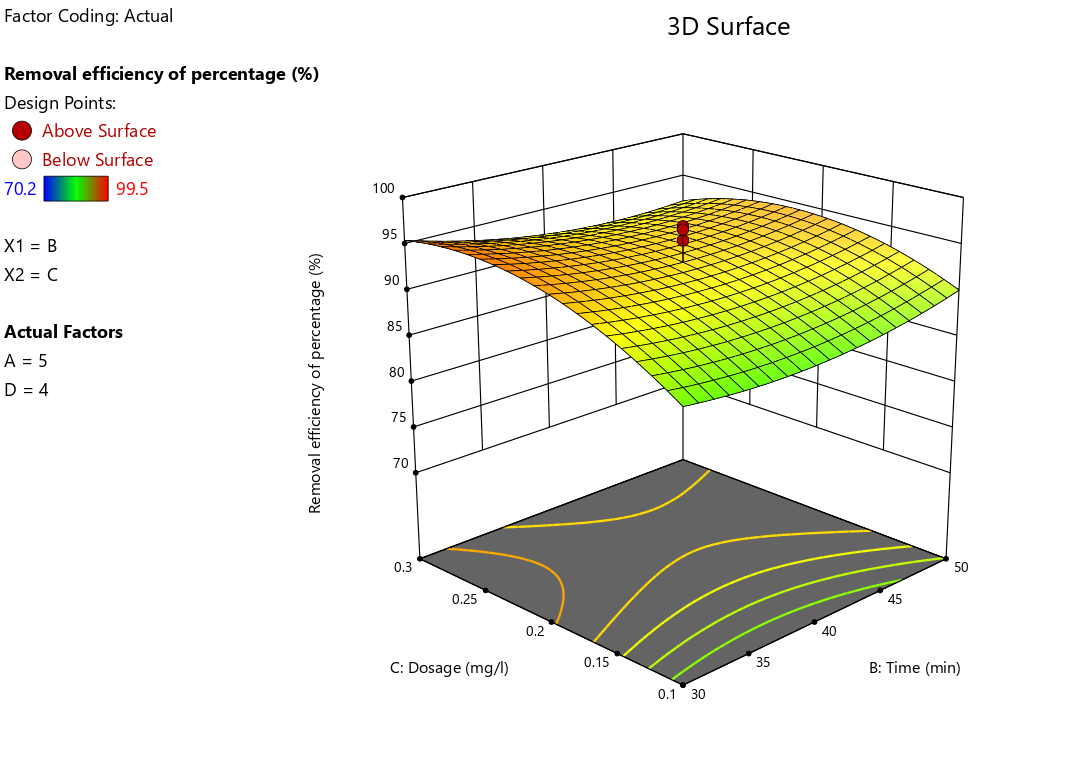 Factor Coding: Actual
3D Surface
Removal efficiency of percentage (%)
Design Points:
Above Surface
Below Surface
70.2 99.5
X1 = B
X2 = C
Actual Factors
A = 5
D = 4
Removal efficiency of percentage (%)
100
95
90
85
80
75
70
0.3
0.25
0.2
0.15
0.1
C: Dosage (mg/l)
30
35
40
45
50
B: Time (min)